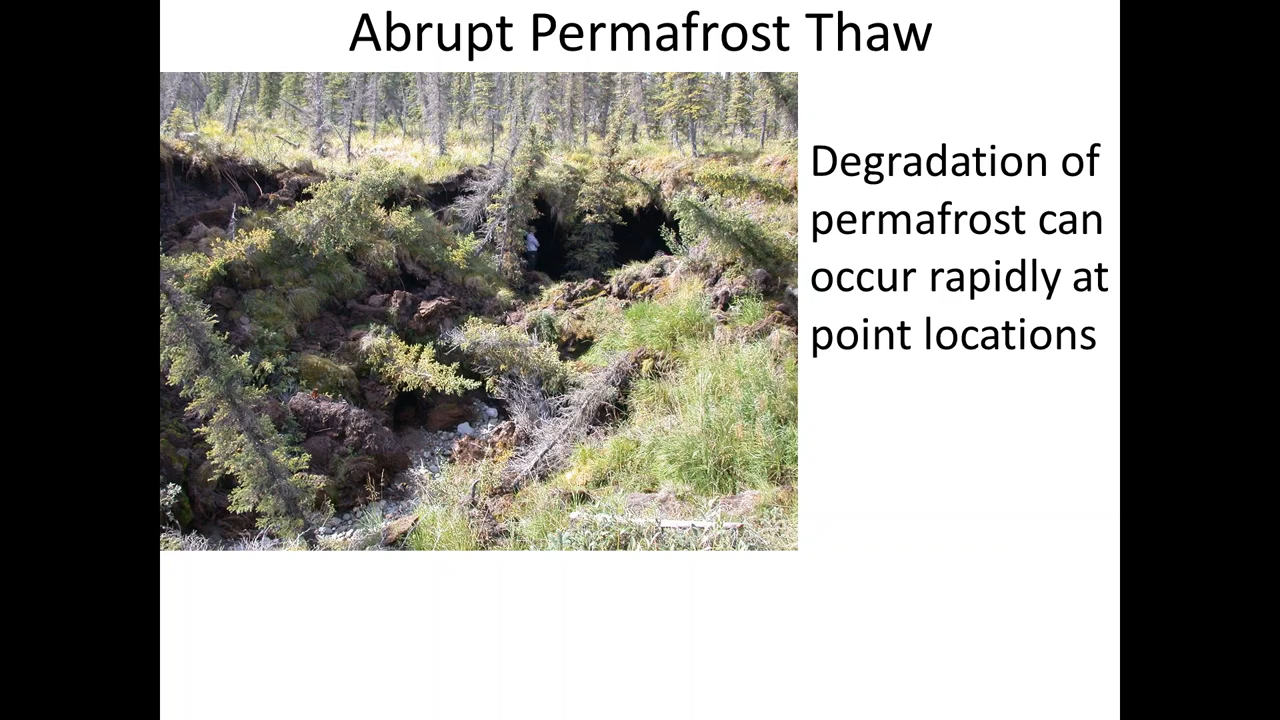 Abrupt Permafrost Thaw
Degradation of
permafrost can
occur rapidly at
point locations